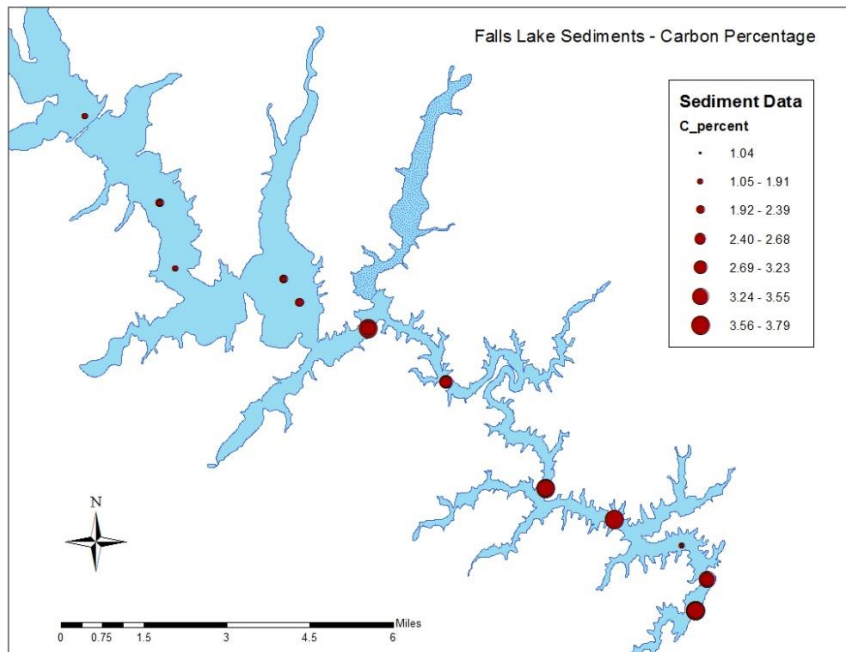 Falls Lake Sediments - Carbon Percentage
Sediment Data
C_percent
1.04
1.05 - 1.91
1.92 - 2.39
2.40 - 2.68
2.69 - 3.23
3.24 - 3.55
3.56 - 3.79
N
Miles
0 0.75 1.5 3 4.5 6